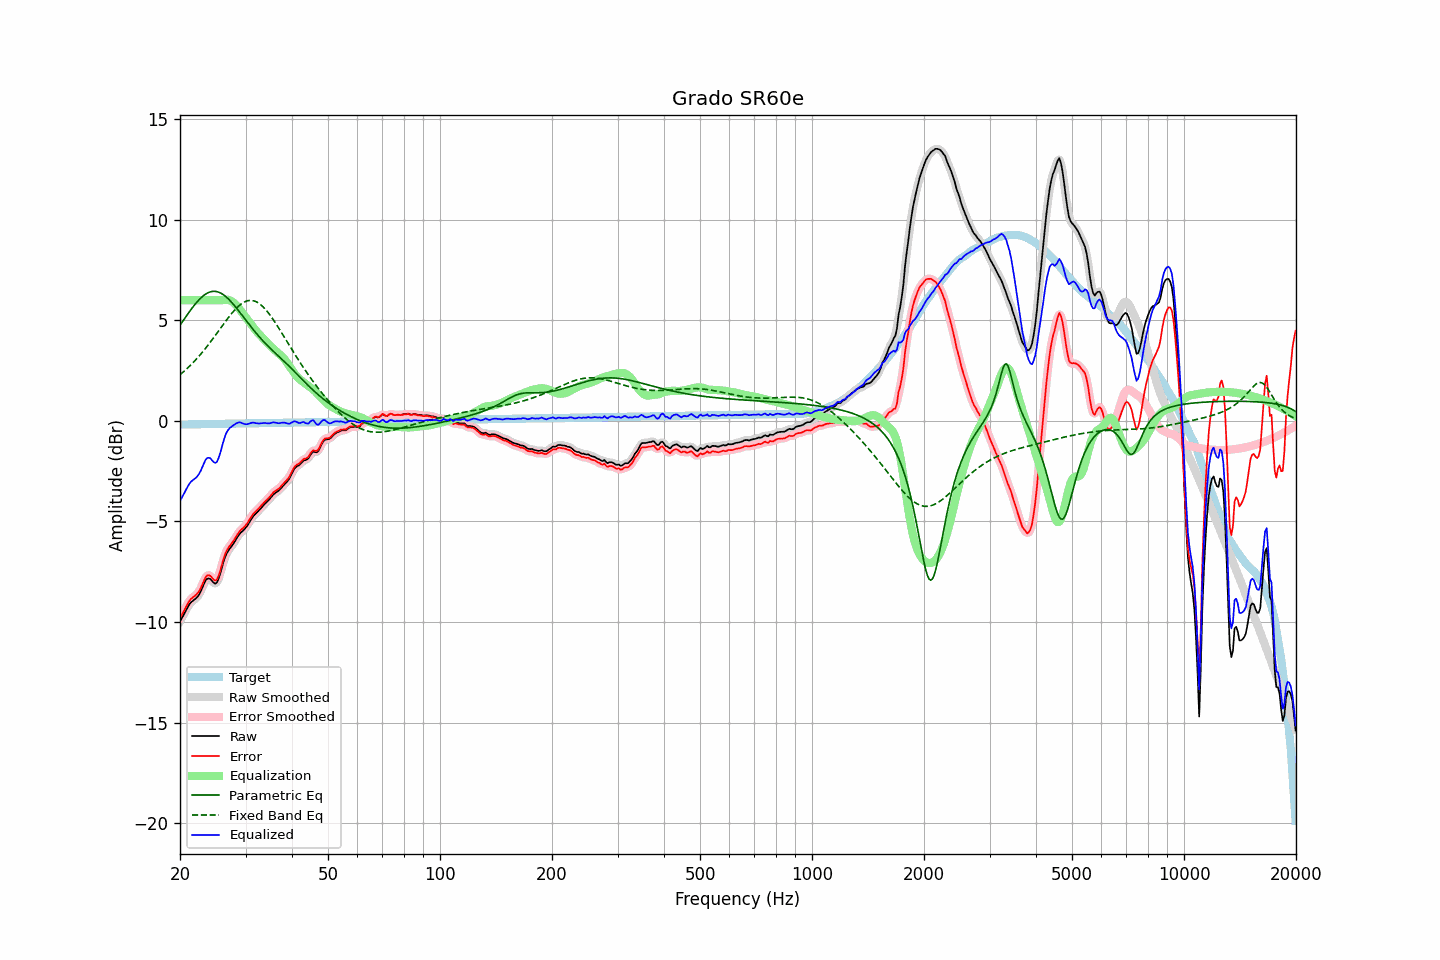 Grado SR60e
15
10
5
0
−5
−10
−15
−20
Amplitude (dBr)
Target
Raw Smoothed
Error Smoothed
Raw
Error
Equalization
Parametric Eq
Fixed Band Eq
Equalized
20 50 100 200 500 1000 2000 5000 10000 20000
Frequency (Hz)